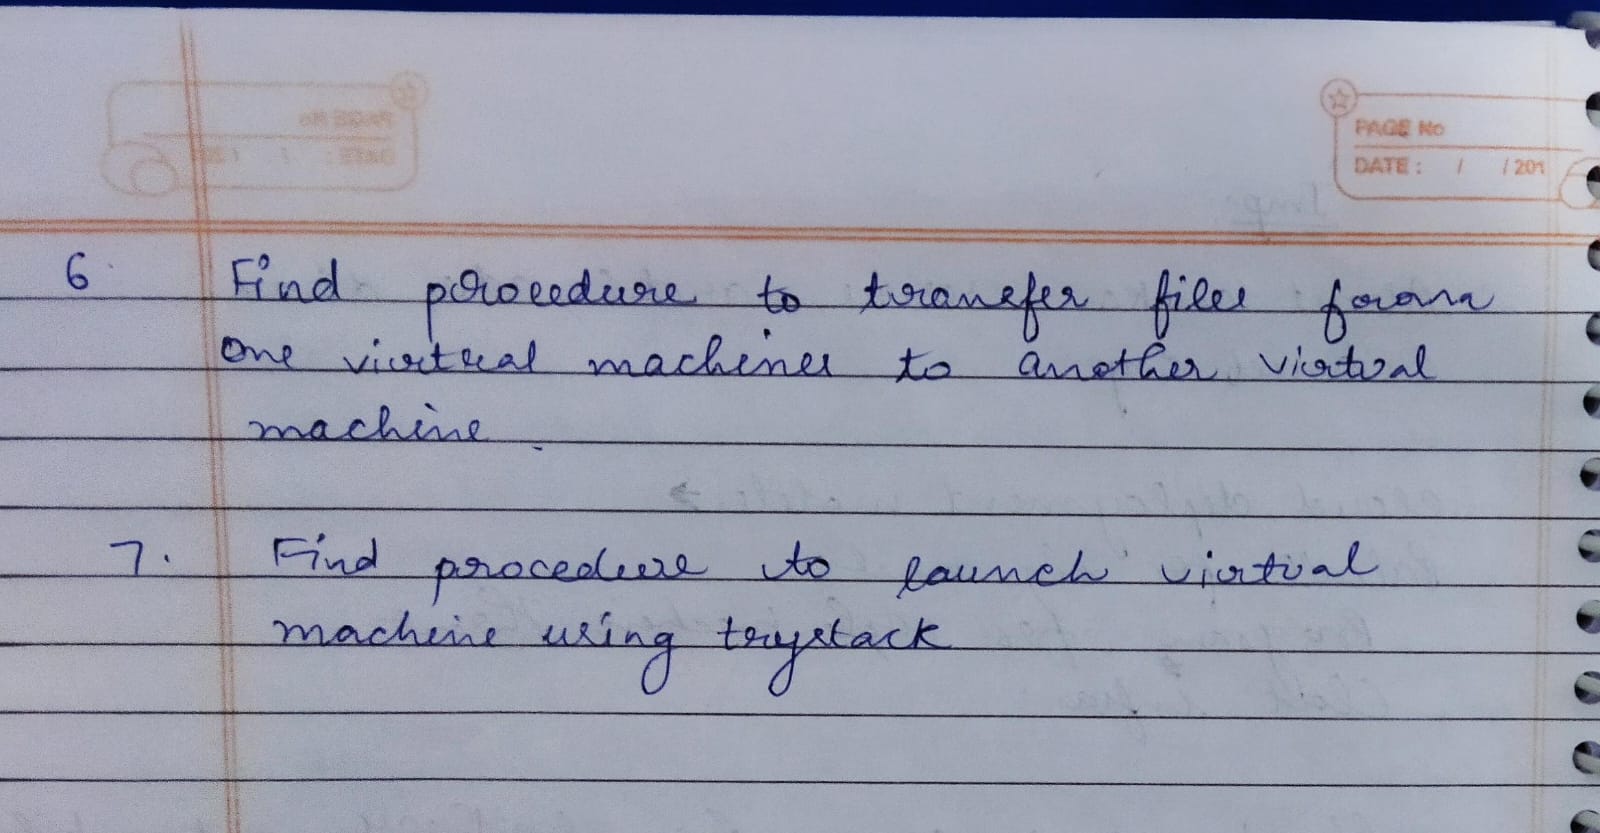 PAGE No
DATE : / / 201
6. Find procedure to transfer files from
one virtual machines to another virtual
machine.
7. Find procedure to launch virtual
machine using trystack